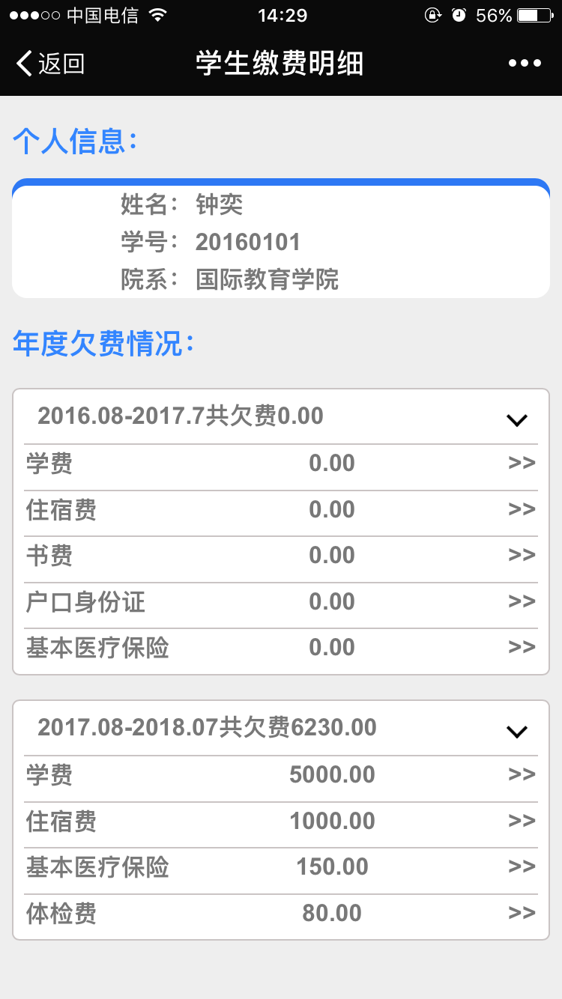 中国电信 14:29 56%
返回 学生缴费明细
个人信息：
姓名： 钟奕
学号： 20160101
院系： 国际教育学院
年度欠费情况：
2016.08-2017.7共欠费0.00
学费 0.00 >>
住宿费 0.00 >>
书费 0.00 >>
户口身份证 0.00 >>
基本医疗保险 0.00 >>
2017.08-2018.07共欠费6230.00
学费 5000.00 >>
住宿费 1000.00 >>
基本医疗保险 150.00 >>
体检费 80.00 >>